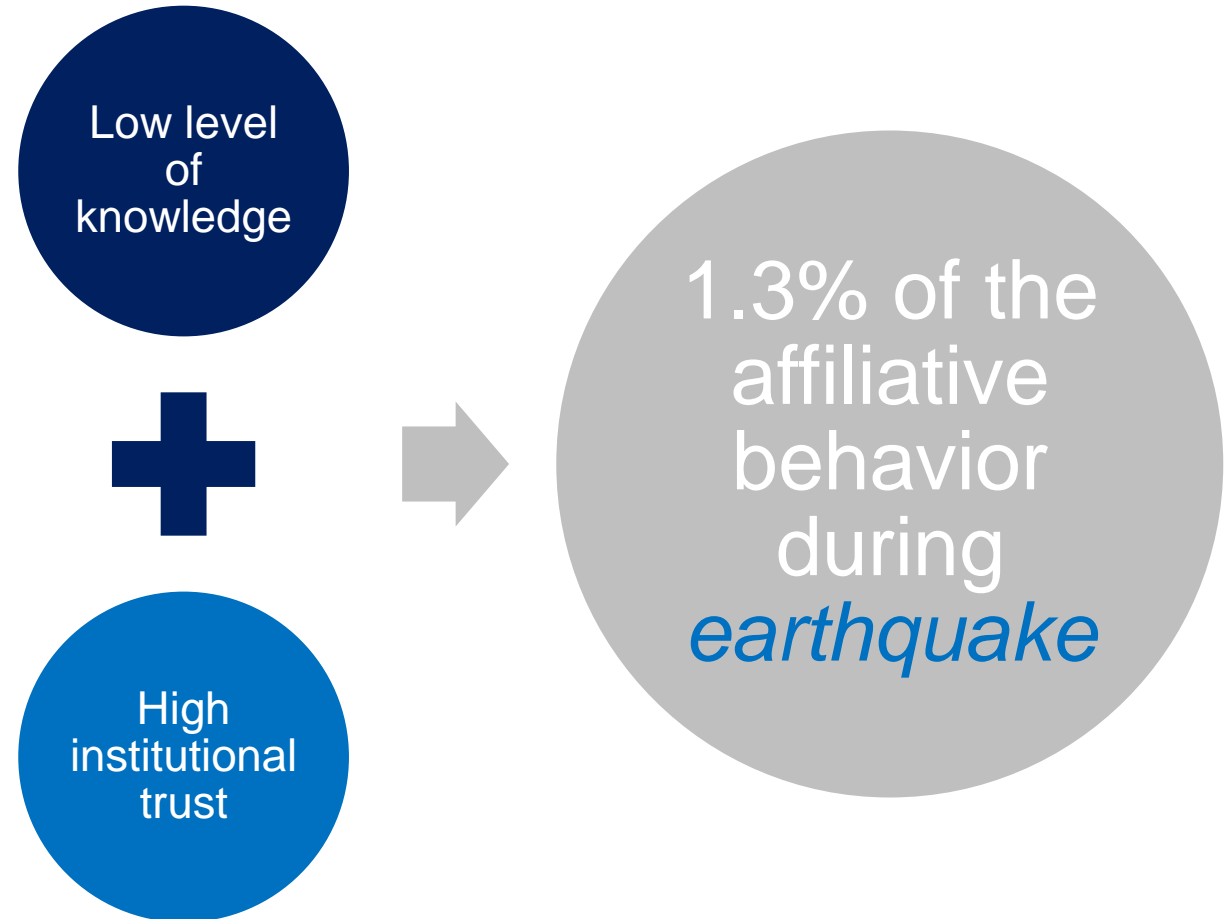 Low level
of
knowledge
High
institutional
trust
1.3% of the
affiliative
behavior
during
earthquake